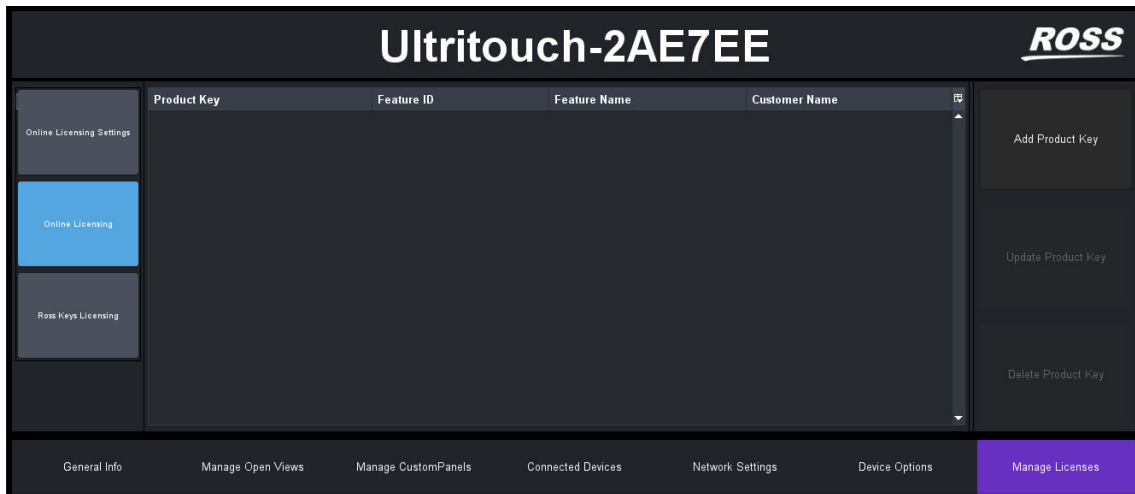 Ultritouch-2AE7EE
ROSS
Online Licensing Settings
Online Licensing
Ross Keys Licensing
Product Key Feature ID Feature Name Customer Name
Add Product Key
Update Product Key
Delete Product Key
General Info Manage Open Views Manage CustomPanels Connected Devices Network Settings Device Options Manage Licenses